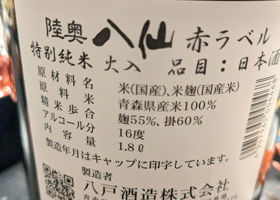 陸奥 八仙 赤ラベル
特別純米 火入 品目:日本酒
原材料名 米(国産)、米麹(国産米)
原料米 青森県産米100%
精米歩合 麹55%、掛60%
アルコール分 16度
内容量 1.8ℓ
製造年月はキャップに印字しています。
製造者
八戸酒造株式会社